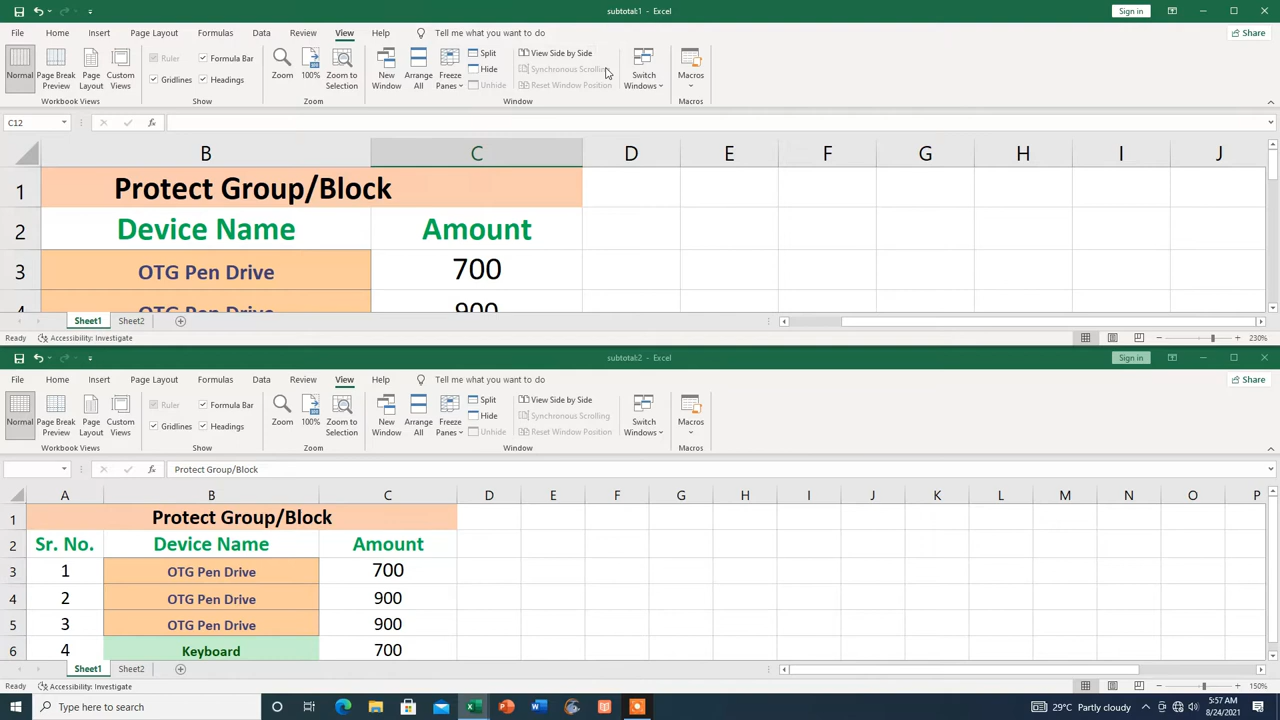 subtotal:1 - Excel
Sign in
File Home Insert Page Layout Formulas Data Review View Help Tell me what you want to do Share
Normal Page Break Preview Page Layout Custom Views
Ruler Formula Bar
Gridlines Headings
Zoom 100% Zoom to Selection
New Window Arrange All Freeze Panes
Split View Side by Side
Hide Synchronous Scrolling
Unhide Reset Window Position
Switch Windows Macros
Workbook Views Show Zoom Window Macros
C12
B C D E F G H I J
1 Protect Group/Block
2 Device Name Amount
3 OTG Pen Drive 700
4 OTG Pen Drive 900
Sheet1 Sheet2
Ready Accessibility: Investigate 230%
subtotal:2 - Excel
Sign in
File Home Insert Page Layout Formulas Data Review View Help Tell me what you want to do Share
Normal Page Break Preview Page Layout Custom Views
Ruler Formula Bar
Gridlines Headings
Zoom 100% Zoom to Selection
New Window Arrange All Freeze Panes
Split View Side by Side
Hide Synchronous Scrolling
Unhide Reset Window Position
Switch Windows Macros
Workbook Views Show Zoom Window Macros
Protect Group/Block
A B C D E F G H I J K L M N O P
1 Protect Group/Block
2 Sr. No. Device Name Amount
3 1 OTG Pen Drive 700
4 2 OTG Pen Drive 900
5 3 OTG Pen Drive 900
6 4 Keyboard 700
Sheet1 Sheet2
Ready Accessibility: Investigate 150%
Type here to search
29°C Partly cloudy
5:57 AM
8/24/2021